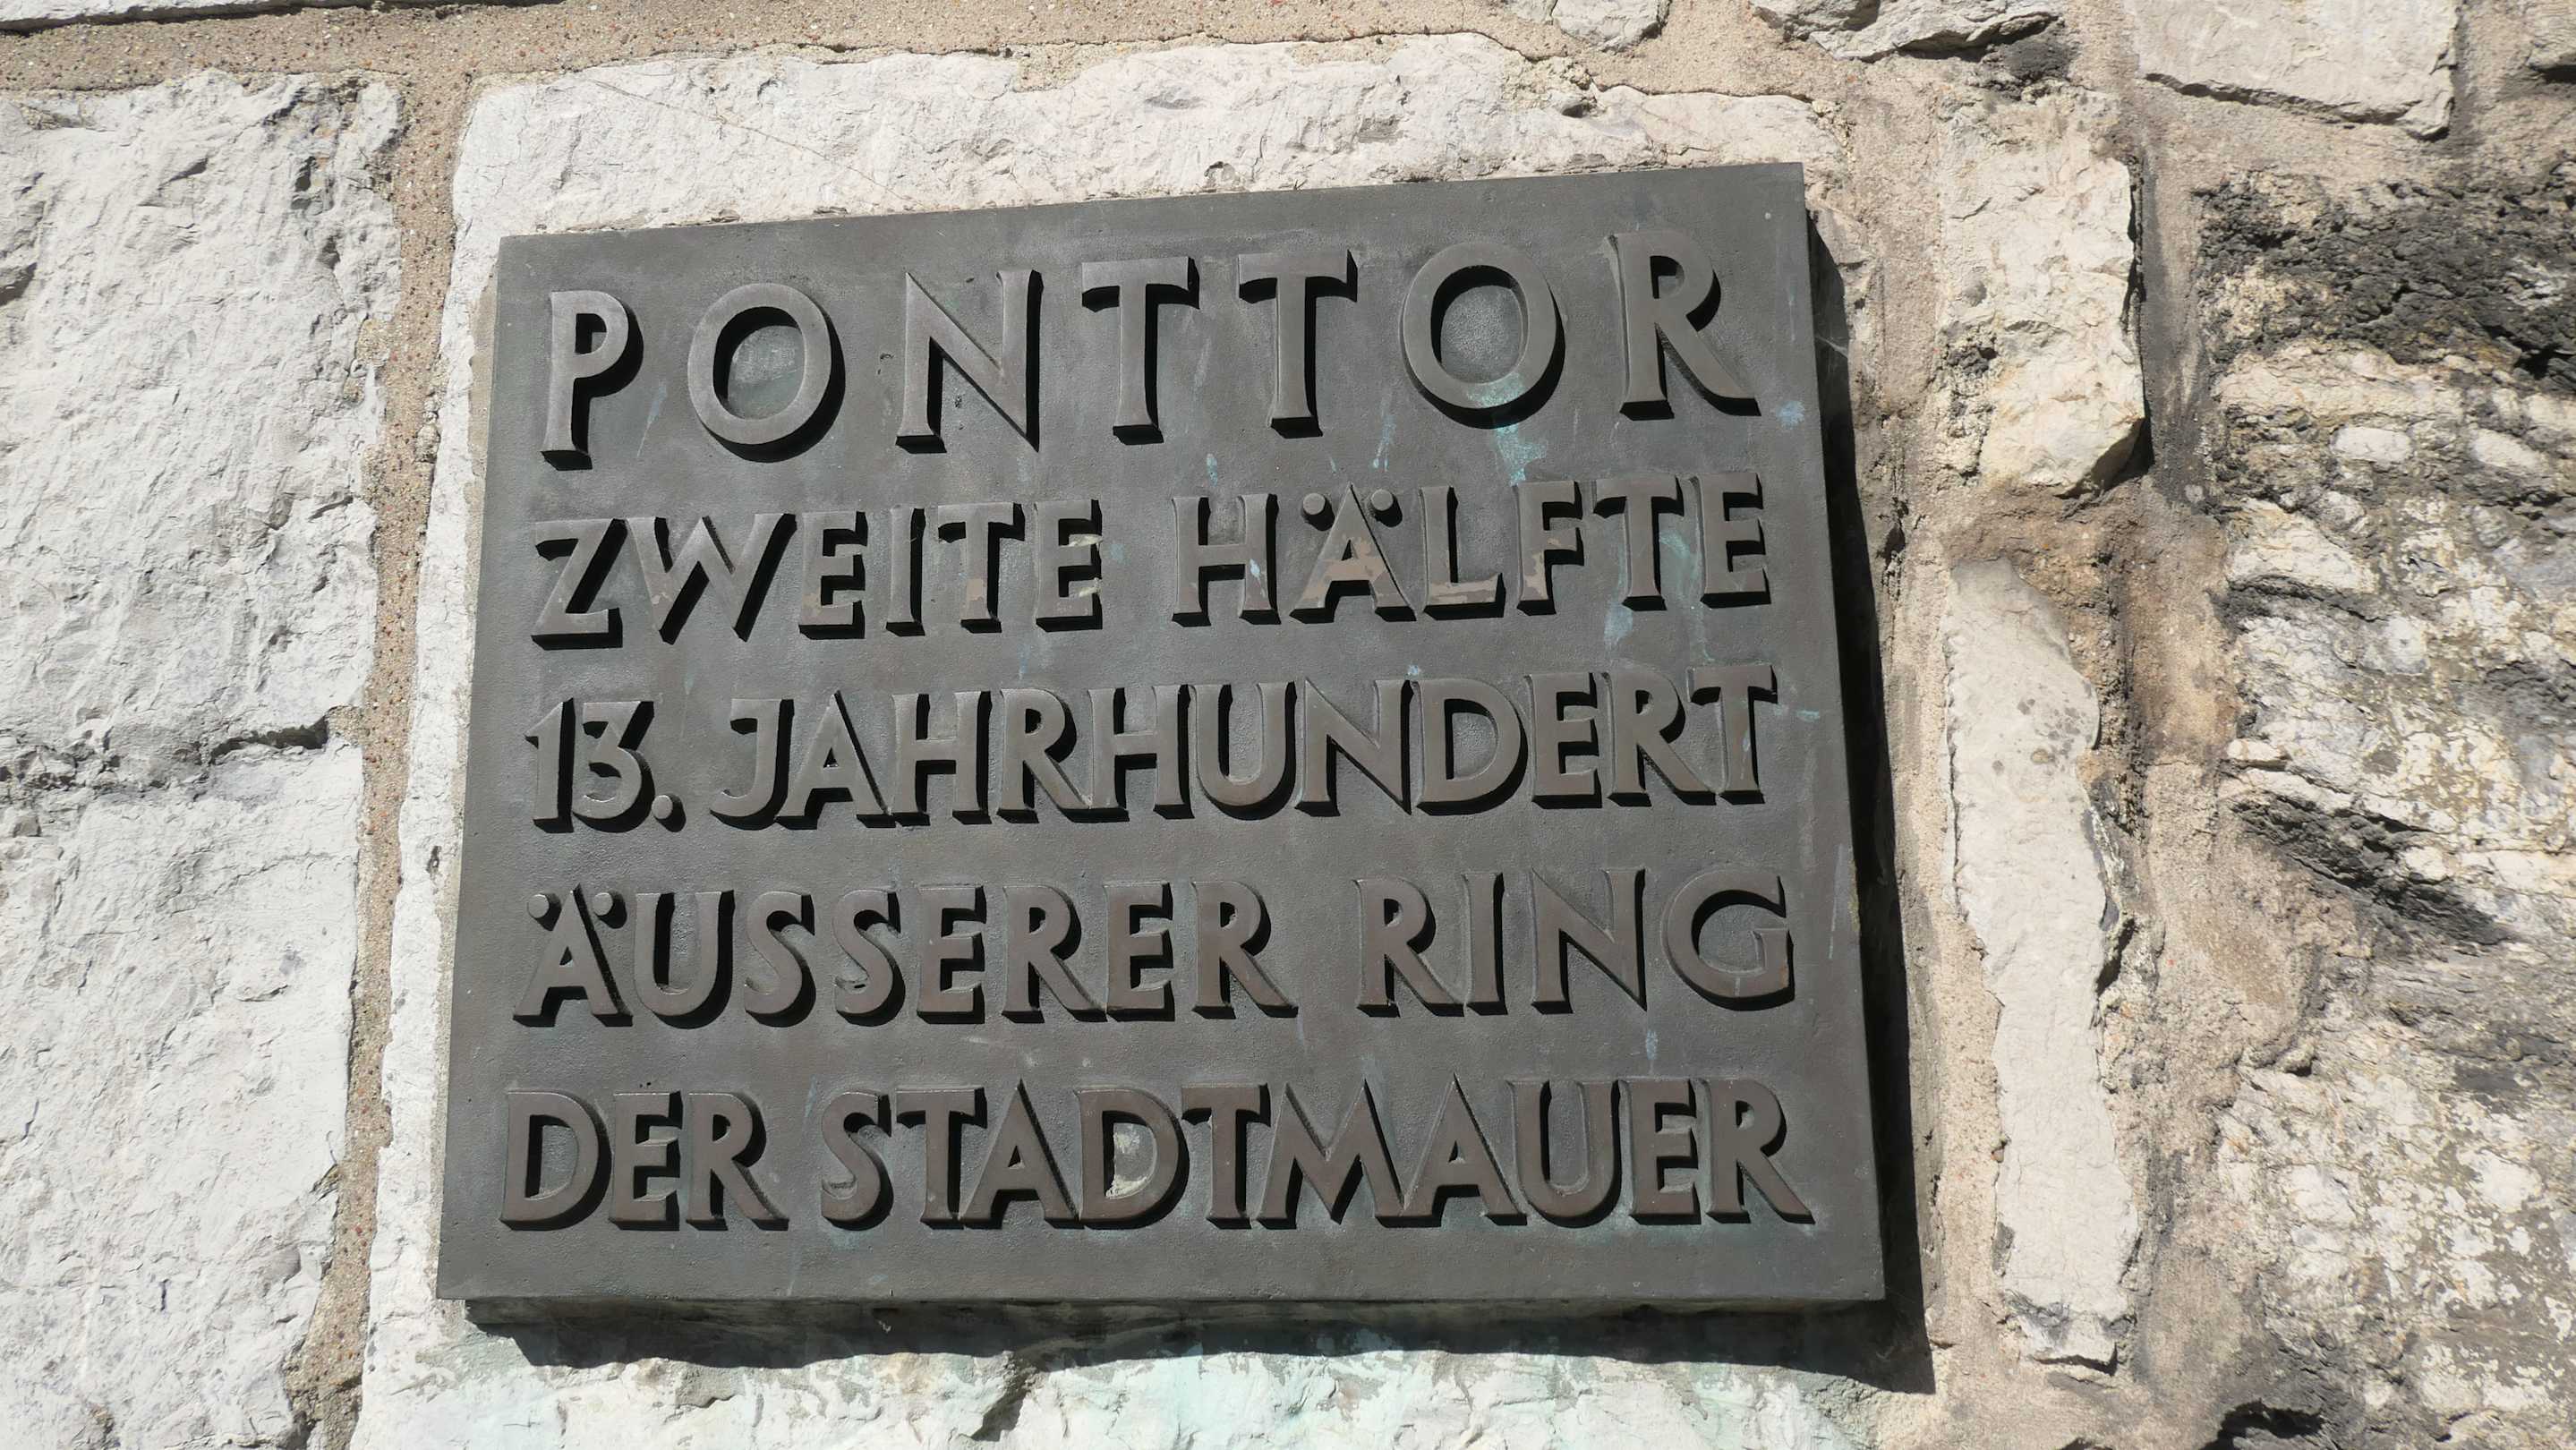 PONTTOR
ZWEITE HÄLFTE
13. JAHRHUNDERT
ÄUSSERER RING
DER STADTMAUER